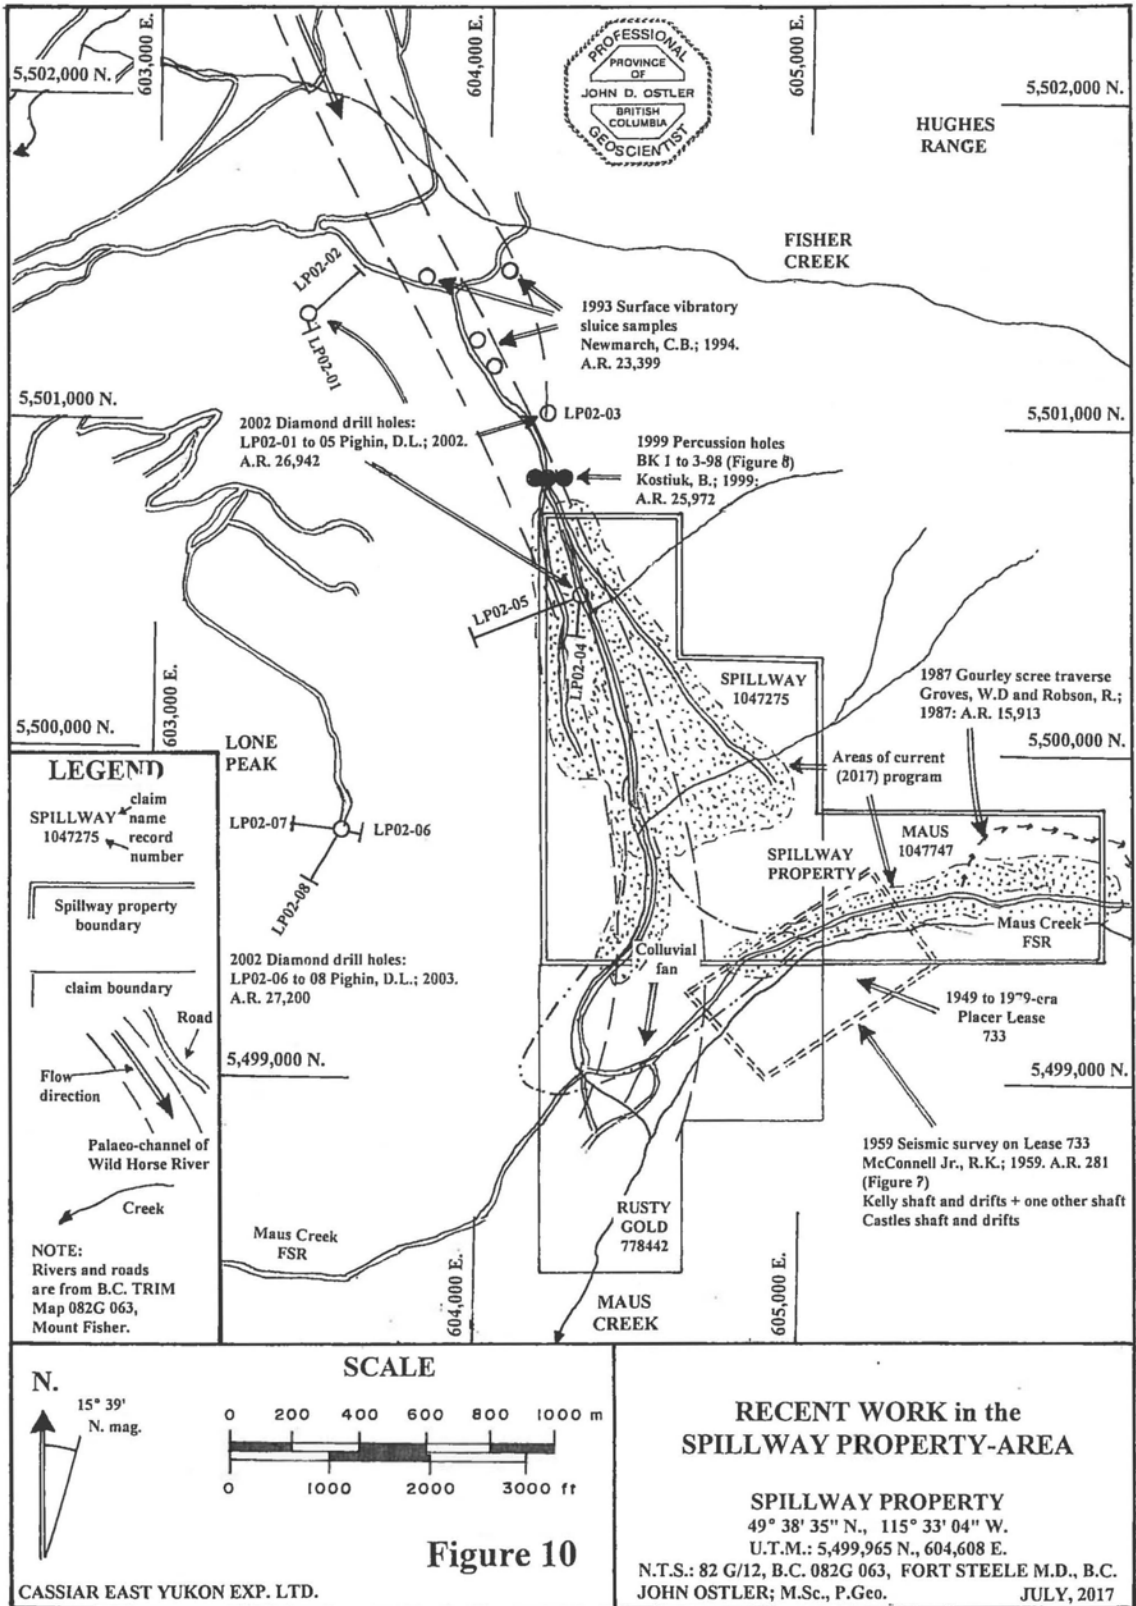 603,000 E.
604,000 E.
605,000 E.
5,502,000 N.
5,502,000 N.
PROFESSIONAL
PROVINCE
OF
JOHN D. OSTLER
BRITISH
COLUMBIA
GEOSCIENTIST
HUGHES
RANGE
FISHER
CREEK
LP02-02
LP02-01
1993 Surface vibratory
sluice samples
Newmarch, C.B.; 1994.
A.R. 23,399
5,501,000 N.
5,501,000 N.
2002 Diamond drill holes:
LP02-01 to 05 Pighin, D.L.; 2002.
A.R. 26,942
LP02-03
1999 Percussion holes
BK 1 to 3-98 (Figure 8)
Kostiuk, B.; 1999:
A.R. 25,972
LP02-05
LP02-04
603,000 E.
SPILLWAY
1047275
1987 Gourley scree traverse
Groves, W.D and Robson, R.;
1987: A.R. 15,913
5,500,000 N.
5,500,000 N.
LONE
PEAK
Areas of current
(2017) program
LP02-07
LP02-06
LP02-08
MAUS
1047747
SPILLWAY
PROPERTY
Maus Creek
FSR
Colluvial
fan
2002 Diamond drill holes:
LP02-06 to 08 Pighin, D.L.; 2003.
A.R. 27,200
1949 to 1979-era
Placer Lease
733
5,499,000 N.
5,499,000 N.
1959 Seismic survey on Lease 733
McConnell Jr., R.K.; 1959. A.R. 281
(Figure 7)
Kelly shaft and drifts + one other shaft
Castles shaft and drifts
RUSTY
GOLD
778442
Maus Creek
FSR
604,000 E.
605,000 E.
MAUS
CREEK
LEGEND
SPILLWAY
1047275
claim
name
record
number
Spillway property
boundary
claim boundary
Road
Flow
direction
Palaeo-channel of
Wild Horse River
Creek
NOTE:
Rivers and roads
are from B.C. TRIM
Map 082G 063,
Mount Fisher.
N.
15° 39'
N. mag.
SCALE
0 200 400 600 800 1000 m
0 1000 2000 3000 ft
Figure 10
CASSIAR EAST YUKON EXP. LTD.
RECENT WORK in the
SPILLWAY PROPERTY-AREA
SPILLWAY PROPERTY
49° 38' 35" N., 115° 33' 04" W.
U.T.M.: 5,499,965 N., 604,608 E.
N.T.S.: 82 G/12, B.C. 082G 063, FORT STEELE M.D., B.C.
JOHN OSTLER; M.Sc., P.Geo. JULY, 2017